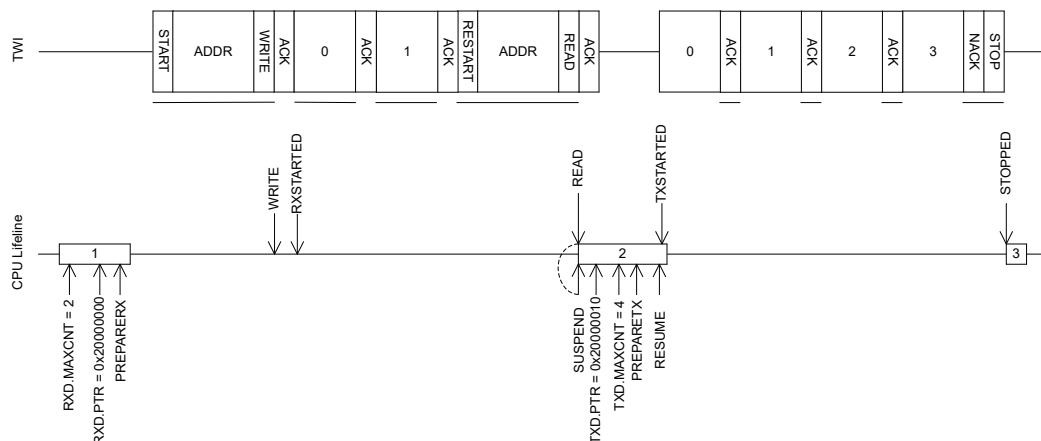 TWI
START
ADDR
WRITE
ACK
0
ACK
1
ACK
RESTART
ADDR
READ
ACK
0
ACK
1
ACK
2
ACK
3
NACK
STOP
WRITE
RXSTARTED
READ
TXSTARTED
STOPPED
CPU Lifeline
1
2
3
RXD.MAXCNT = 2
RXD.PTR = 0x20000000
PREPARERX
SUSPEND
TXD.PTR = 0x20000010
TXD.MAXCNT = 4
PREPARETX
RESUME